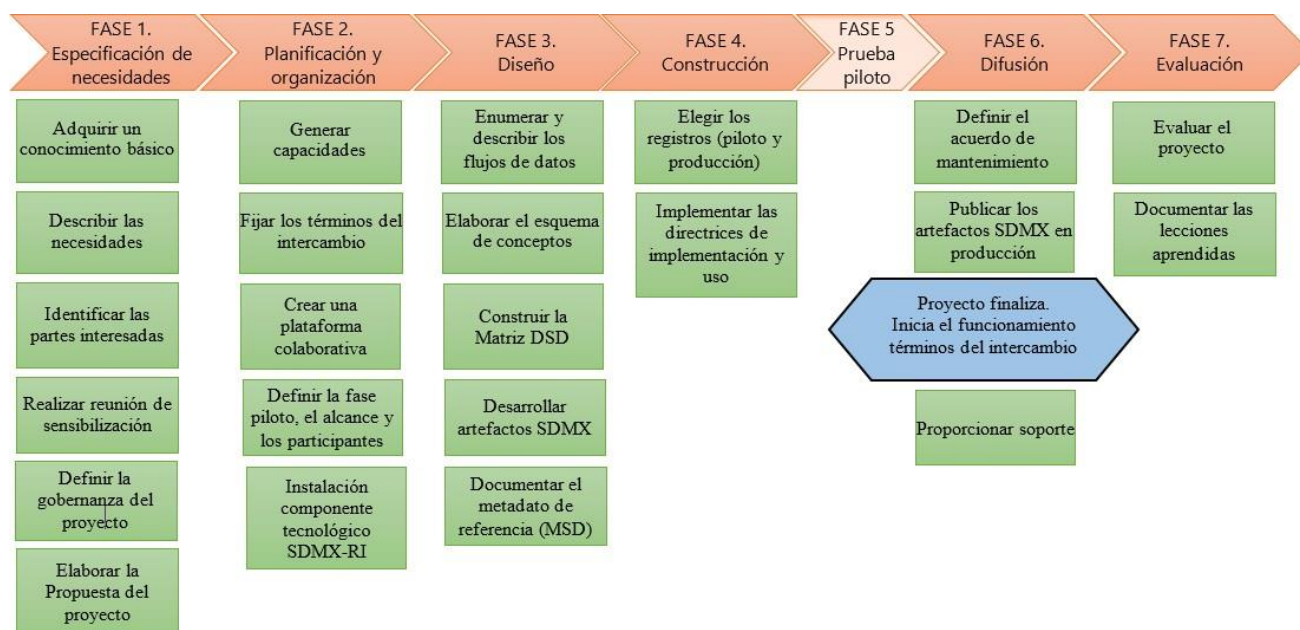 FASE 1.
Especificación de
necesidades
FASE 2.
Planificación y
organización
FASE 3.
Diseño
FASE 4.
Construcción
FASE 5
Prueba
piloto
FASE 6.
Difusión
FASE 7.
Evaluación
Adquirir un
conocimiento básico
Describir las
necesidades
Identificar las
partes interesadas
Realizar reunión de
sensibilización
Definir la
gobernanza del
proyecto
Elaborar la
Propuesta del
proyecto
Generar
capacidades
Fijar los términos del
intercambio
Crear una
plataforma
colaborativa
Definir la fase
piloto, el alcance y
los participantes
Instalación
componente
tecnológico
SDMX-RI
Enumerar y
describir los
flujos de datos
Elaborar el esquema
de conceptos
Construir la
Matriz DSD
Desarrollar
artefactos SDMX
Documentar el
metadato de
referencia (MSD)
Elegir los
registros (piloto y
producción)
Implementar las
directrices de
implementación y
uso
Definir el
acuerdo de
mantenimiento
Publicar los
artefactos SDMX en
producción
Proyecto finaliza.
Inicia el funcionamiento
términos del intercambio
Proporcionar soporte
Evaluar el
proyecto
Documentar las
lecciones
aprendidas